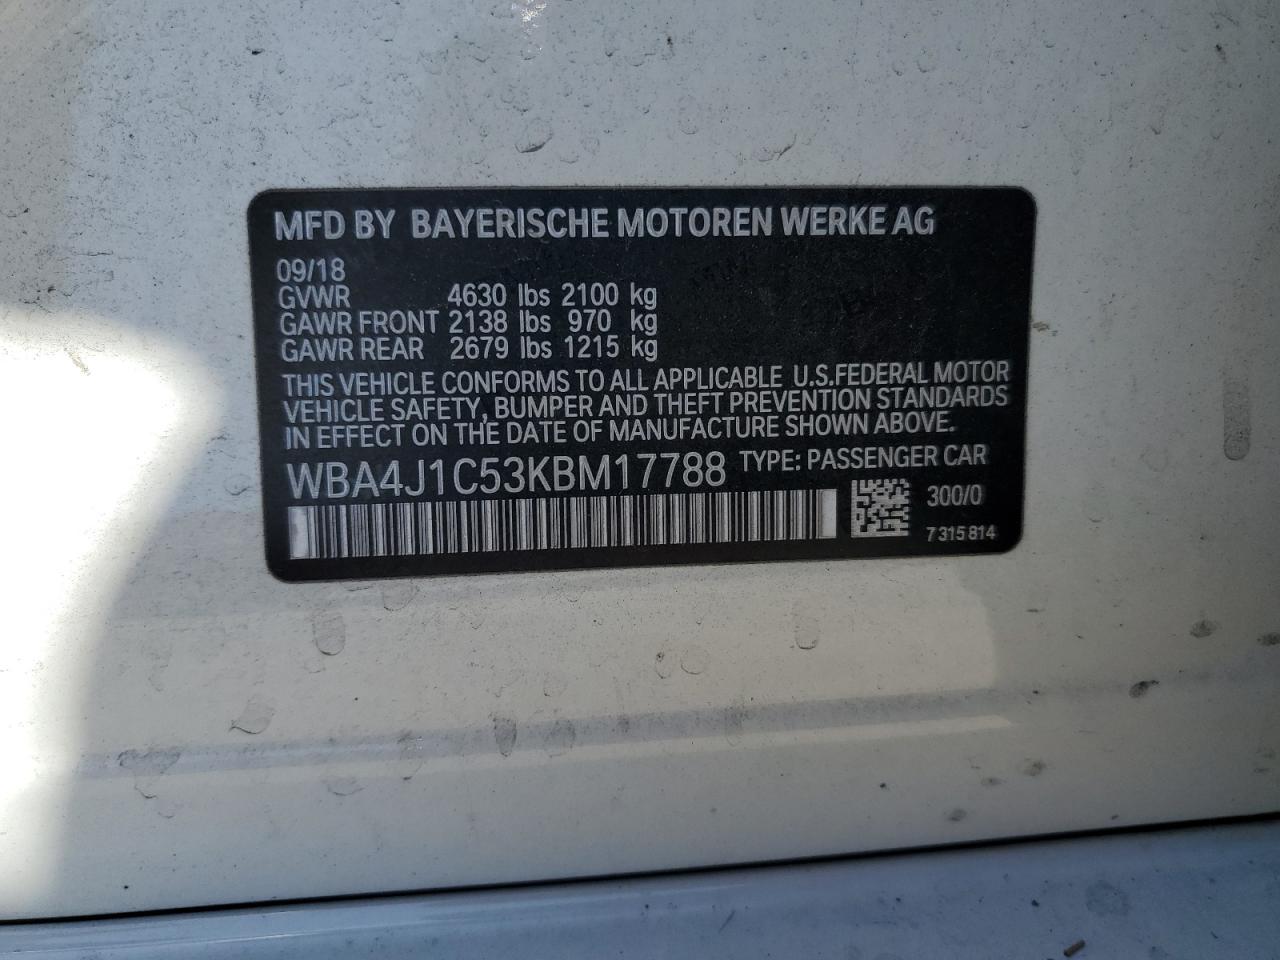 MFD BY BAYERISCHE MOTOREN WERKE AG
09/18
GVWR 4630 lbs 2100 kg
GAWR FRONT 2138 lbs 970 kg
GAWR REAR 2679 lbs 1215 kg
THIS VEHICLE CONFORMS TO ALL APPLICABLE U.S.FEDERAL MOTOR
VEHICLE SAFETY, BUMPER AND THEFT PREVENTION STANDARDS
IN EFFECT ON THE DATE OF MANUFACTURE SHOWN ABOVE.
WBA4J1C53KBM17788 TYPE: PASSENGER CAR
300/0
7 315 814